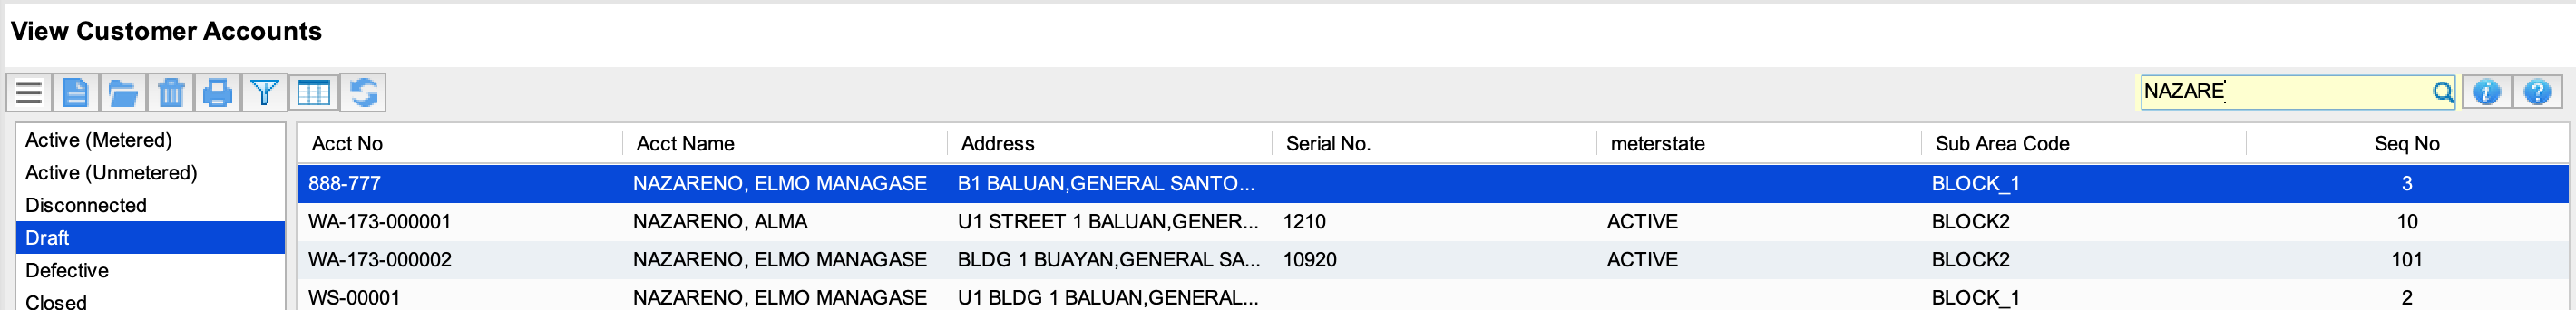 View Customer Accounts
NAZARE
Active (Metered)
Active (Unmetered)
Disconnected
Draft
Defective
Closed
Acct No Acct Name Address Serial No. meterstate Sub Area Code Seq No
888-777 NAZARENO, ELMO MANAGASE B1 BALUAN,GENERAL SANTO... BLOCK_1 3
WA-173-000001 NAZARENO, ALMA U1 STREET 1 BALUAN,GENER... 1210 ACTIVE BLOCK2 10
WA-173-000002 NAZARENO, ELMO MANAGASE BLDG 1 BUAYAN,GENERAL SA... 10920 ACTIVE BLOCK2 101
WS-00001 NAZARENO, ELMO MANAGASE U1 BLDG 1 BALUAN,GENERAL... BLOCK_1 2